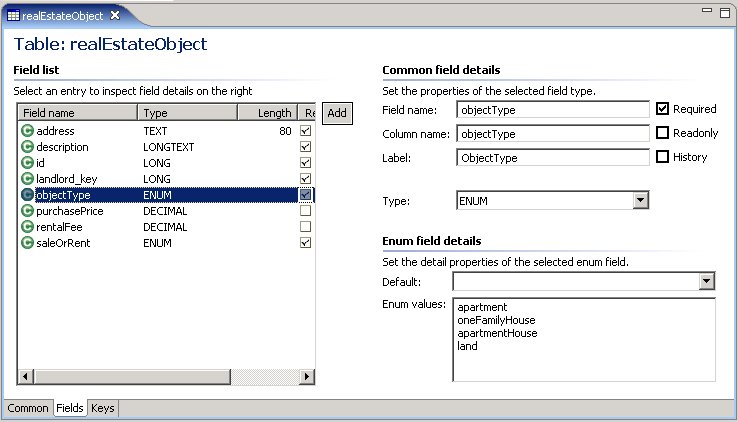 realEstateObject
Table: realEstateObject
Field list
Select an entry to inspect field details on the right
Field name Type Length Re
address TEXT 80
description LONGTEXT
id LONG
landlord_key LONG
objectType ENUM
purchasePrice DECIMAL
rentalFee DECIMAL
saleOrRent ENUM
Add
Common field details
Set the properties of the selected field type.
Field name: objectType Required
Column name: objectType Readonly
Label: ObjectType History
Type: ENUM
Enum field details
Set the detail properties of the selected enum field.
Default:
Enum values: apartment
oneFamilyHouse
apartmentHouse
land
Common Fields Keys